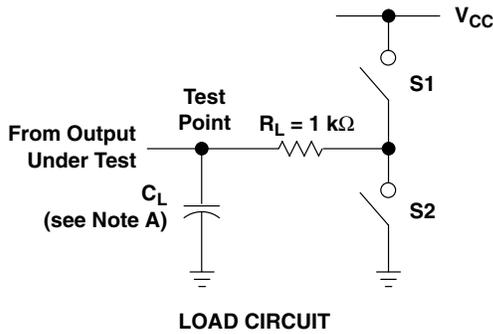 VCC
S1
Test
Point
RL = 1 kΩ
From Output
Under Test
CL
(see Note A)
S2
LOAD CIRCUIT